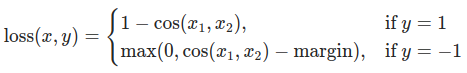 loss(x, y) = { 1 − cos(x₁, x₂), if y = 1
max(0, cos(x₁, x₂) − margin), if y = −1